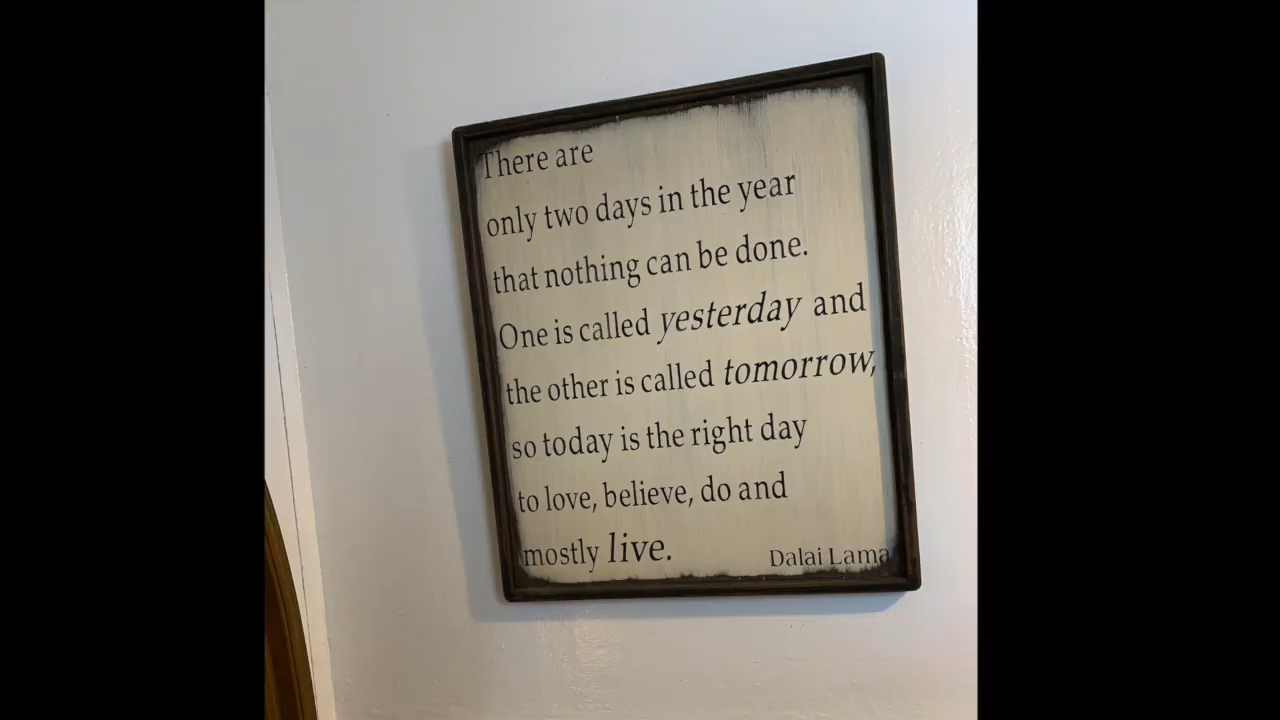 There are
only two days in the year
that nothing can be done.
One is called yesterday and
the other is called tomorrow,
so today is the right day
to love, believe, do and
mostly live.
Dalai Lama